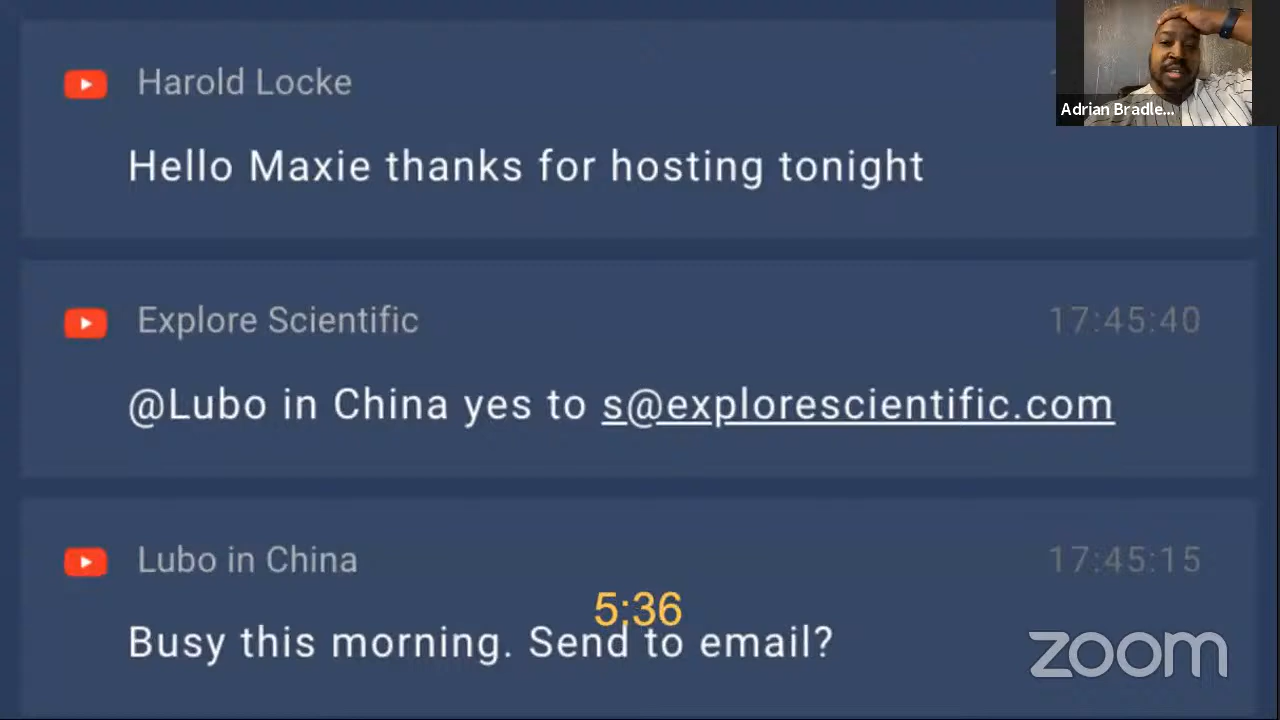 Harold Locke
Adrian Bradle...
Hello Maxie thanks for hosting tonight
Explore Scientific
17:45:40
@Lubo in China yes to s@explorescientific.com
Lubo in China
17:45:15
5:36
Busy this morning. Send to email?
zoom